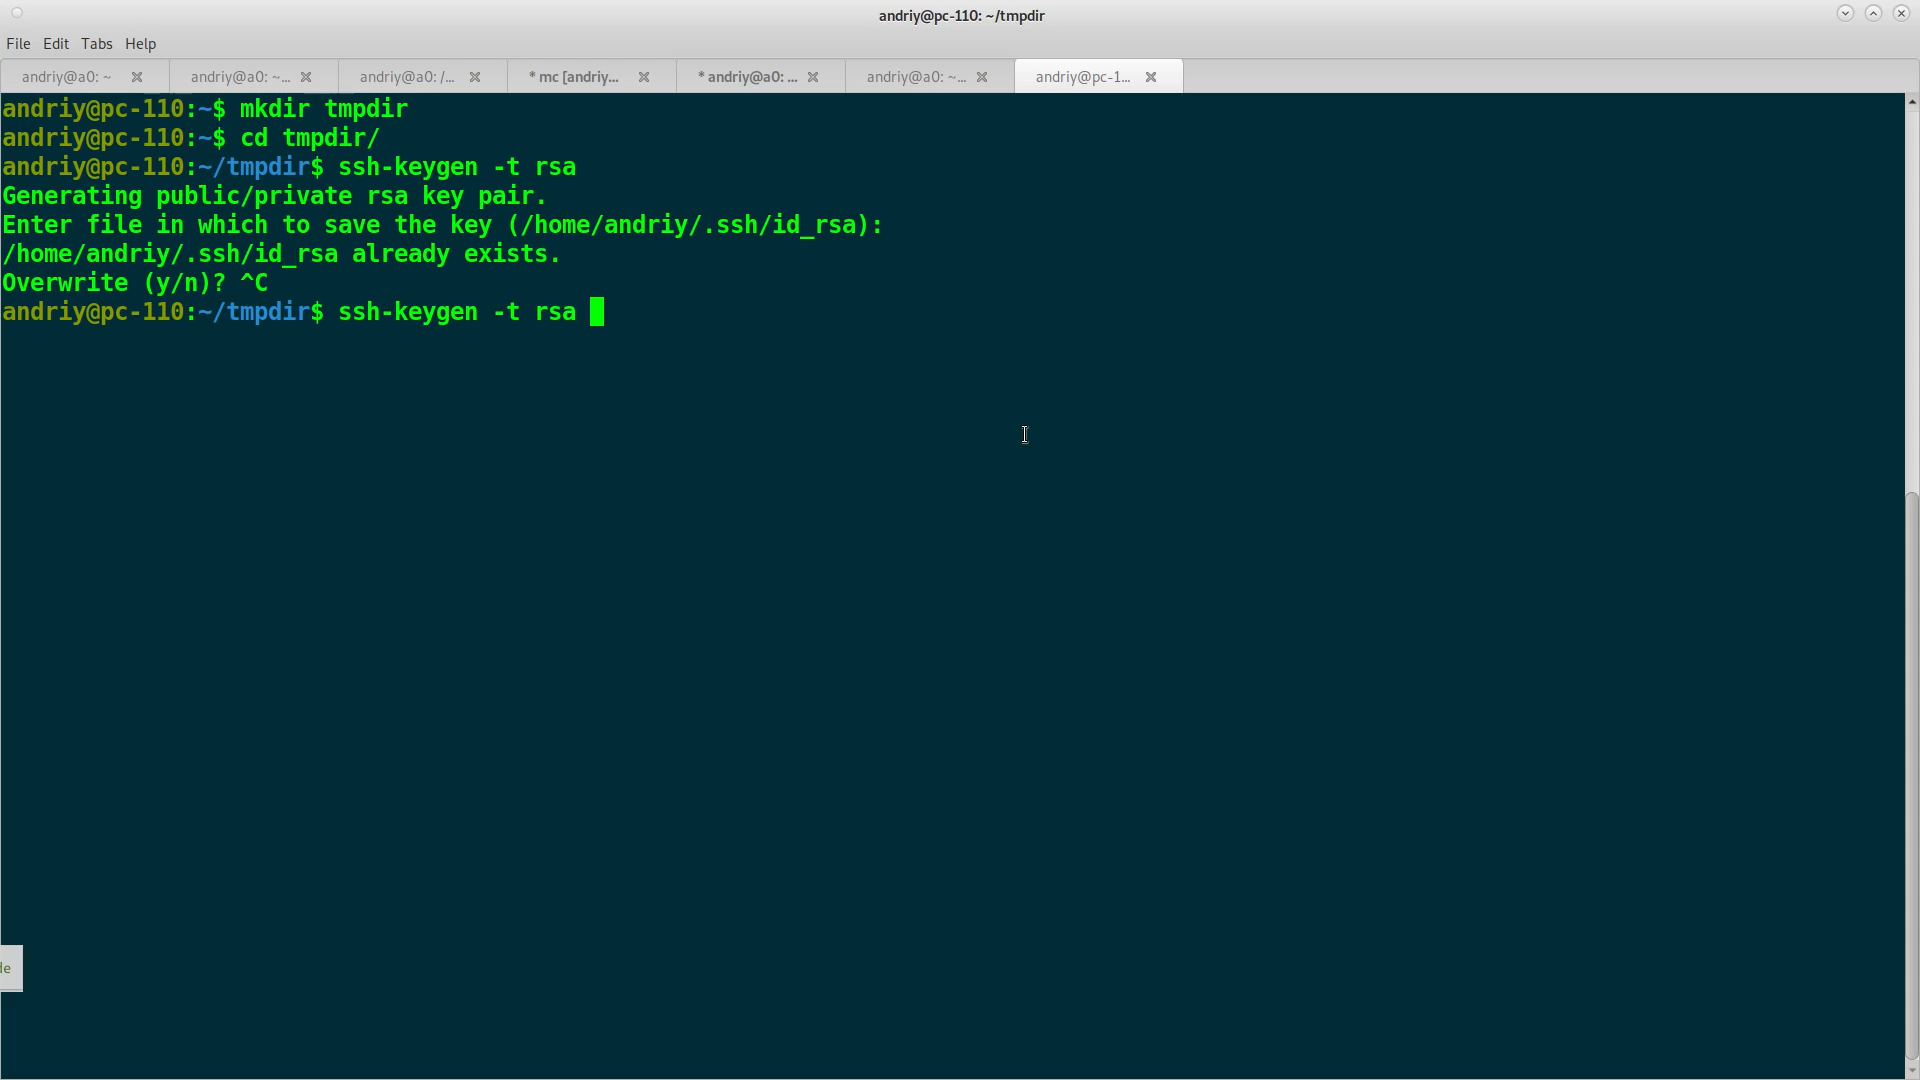 andriy@pc-110: ~/tmpdir
File Edit Tabs Help
andriy@a0: ~ andriy@a0: ~... andriy@a0: /... * mc [andriy... * andriy@a0: ... andriy@a0: ~... andriy@pc-1...
andriy@pc-110:~$ mkdir tmpdir
andriy@pc-110:~$ cd tmpdir/
andriy@pc-110:~/tmpdir$ ssh-keygen -t rsa
Generating public/private rsa key pair.
Enter file in which to save the key (/home/andriy/.ssh/id_rsa):
/home/andriy/.ssh/id_rsa already exists.
Overwrite (y/n)? ^C
andriy@pc-110:~/tmpdir$ ssh-keygen -t rsa